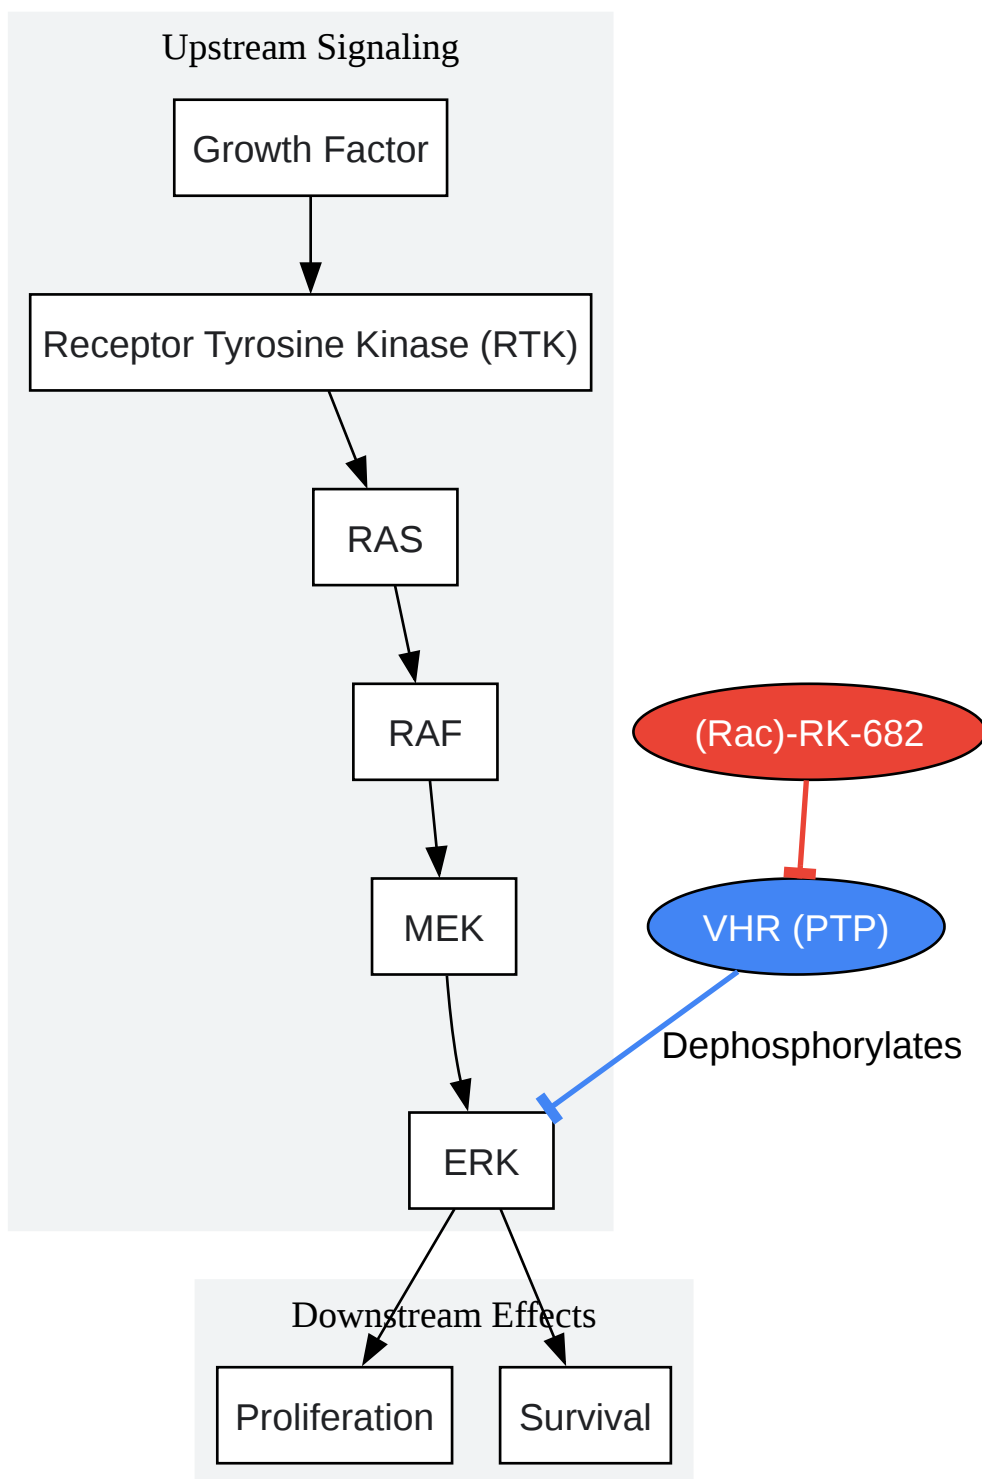 Upstream Signaling
Growth Factor
Receptor Tyrosine Kinase (RTK)
RAS
RAF
(Rac)-RK-682
MEK
VHR (PTP)
Dephosphorylates
ERK
Downstream Effects
Proliferation
Survival